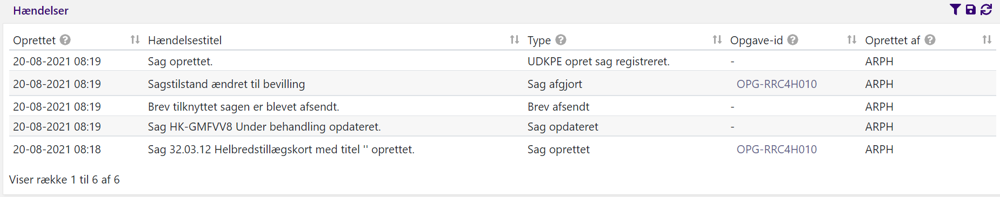 Hændelser
Oprettet Hændelsestitel Type Opgave-id Oprettet af
20-08-2021 08:19 Sag oprettet. UDKPE opret sag registreret. - ARPH
20-08-2021 08:19 Sagstilstand ændret til bevilling Sag afgjort OPG-RRC4H010 ARPH
20-08-2021 08:19 Brev tilknyttet sagen er blevet afsendt. Brev afsendt - ARPH
20-08-2021 08:19 Sag HK-GMFVV8 Under behandling opdateret. Sag opdateret - ARPH
20-08-2021 08:18 Sag 32.03.12 Helbredstillægskort med titel '' oprettet. Sag oprettet OPG-RRC4H010 ARPH
Viser række 1 til 6 af 6